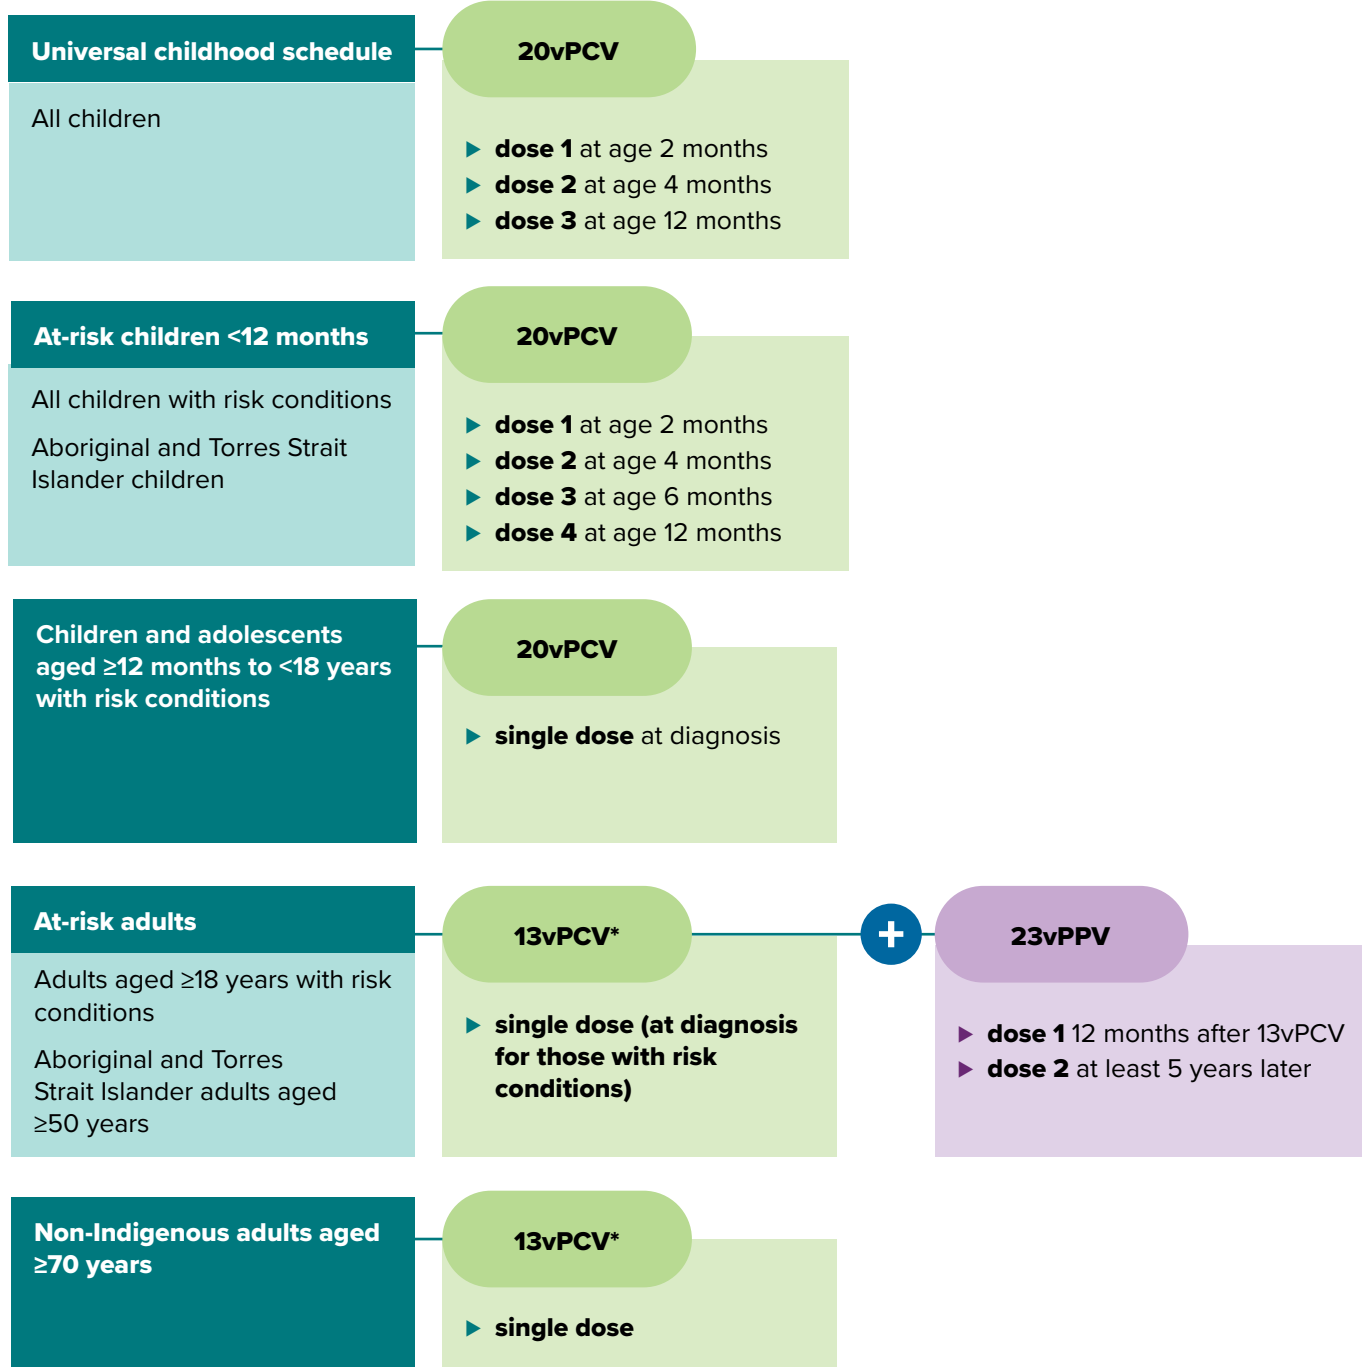 Universal childhood schedule
20vPCV
All children
▶ dose 1 at age 2 months
▶ dose 2 at age 4 months
▶ dose 3 at age 12 months
At-risk children <12 months
20vPCV
All children with risk conditions
Aboriginal and Torres Strait
Islander children
▶ dose 1 at age 2 months
▶ dose 2 at age 4 months
▶ dose 3 at age 6 months
▶ dose 4 at age 12 months
Children and adolescents
aged ≥12 months to <18 years
with risk conditions
20vPCV
▶ single dose at diagnosis
At-risk adults
13vPCV*
+
23vPPV
Adults aged ≥18 years with risk
conditions
Aboriginal and Torres
Strait Islander adults aged
≥50 years
▶ single dose (at diagnosis
for those with risk
conditions)
▶ dose 1 12 months after 13vPCV
▶ dose 2 at least 5 years later
Non-Indigenous adults aged
≥70 years
13vPCV*
▶ single dose